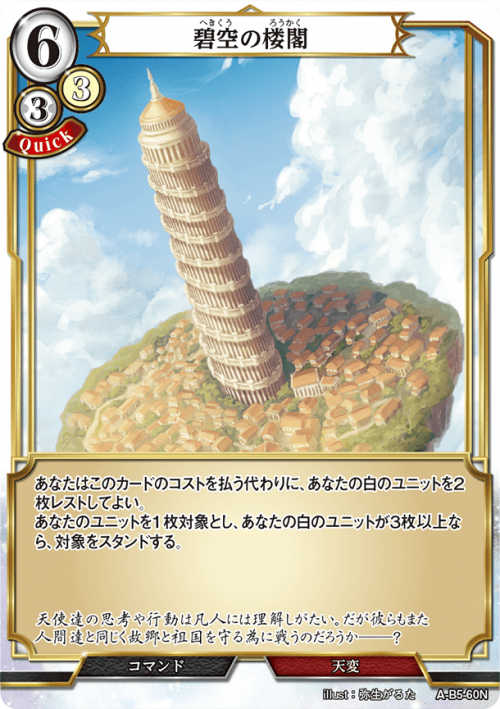 6
へきくう ろうかく
碧空の楼閣
3
3
Quick
あなたはこのカードのコストを払う代わりに、あなたの白のユニットを2
枚レストしてよい。
あなたのユニットを1枚対象とし、あなたの白のユニットが3枚以上な
ら、対象をスタンドする。
天使達の思考や行動は凡人には理解しがたい。だが彼らもまた
人間達と同じく故郷と祖国を守る為に戦うのだろうか――?
コマンド
天変
illust:弥生がるた A-B5-60N